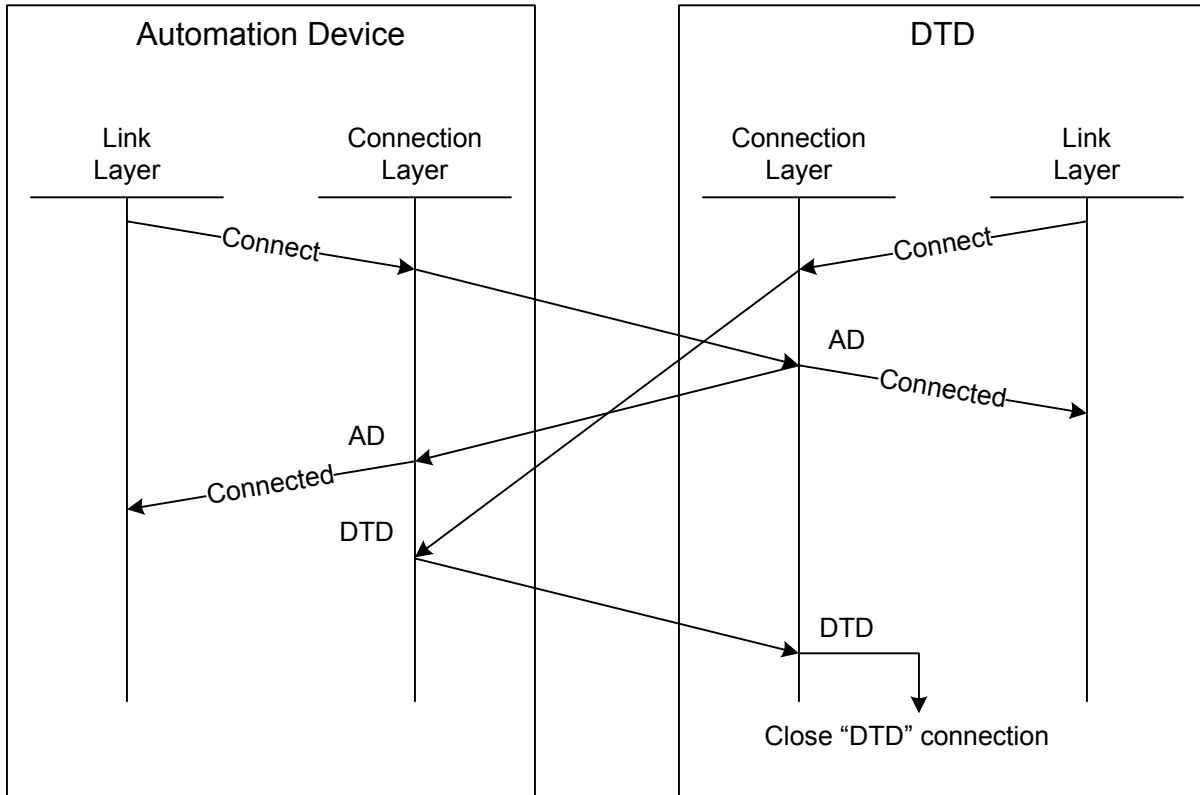 Automation Device
DTD
Link
Layer
Connection
Layer
Connection
Layer
Link
Layer
Connect
Connect
AD
Connected
AD
Connected
DTD
DTD
Close “DTD” connection